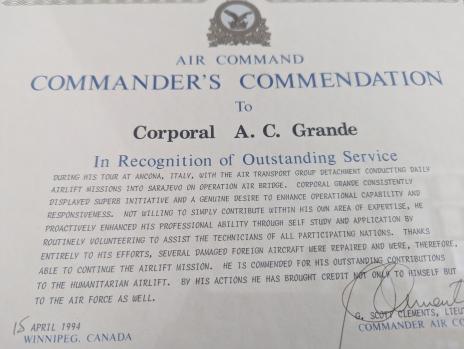 AIR COMMAND
COMMANDER'S COMMENDATION
To
Corporal A. C. Grande
In Recognition of Outstanding Service
DURING HIS TOUR AT ANCONA, ITALY, WITH THE AIR TRANSPORT GROUP DETACHMENT CONDUCTING DAILY
AIRLIFT MISSIONS INTO SARAJEVO ON OPERATION AIR BRIDGE. CORPORAL GRANDE CONSISTENTLY
DISPLAYED SUPERB INITIATIVE AND A GENUINE DESIRE TO ENHANCE OPERATIONAL CAPABILITY AND
RESPONSIVENESS. NOT WILLING TO SIMPLY CONTRIBUTE WITHIN HIS OWN AREA OF EXPERTISE, HE
PROACTIVELY ENHANCED HIS PROFESSIONAL ABILITY THROUGH SELF STUDY AND APPLICATION BY
ROUTINELY VOLUNTEERING TO ASSIST THE TECHNICIANS OF ALL PARTICIPATING NATIONS. THANKS
ENTIRELY TO HIS EFFORTS, SEVERAL DAMAGED FOREIGN AIRCRAFT WERE REPAIRED AND WERE, THEREFORE,
ABLE TO CONTINUE THE AIRLIFT MISSION. HE IS COMMENDED FOR HIS OUTSTANDING CONTRIBUTIONS
TO THE HUMANITARIAN AIRLIFT. BY HIS ACTIONS HE HAS BROUGHT CREDIT NOT ONLY TO HIMSELF BUT
TO THE AIR FORCE AS WELL.
15 APRIL 1994
WINNIPEG, CANADA
G. SCOTT CLEMENTS, LIEUT
COMMANDER AIR CO